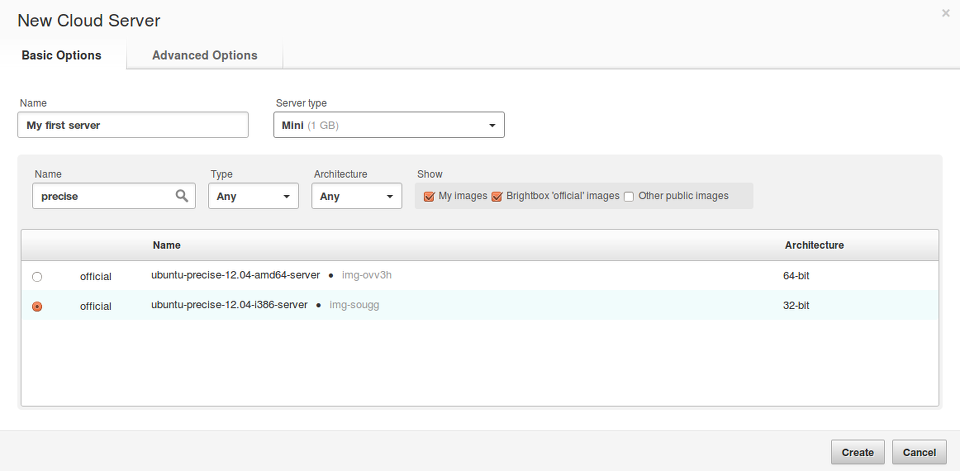 New Cloud Server
×
Basic Options Advanced Options
Name Server type
My first server Mini (1 GB)
Name Type Architecture Show
precise Any Any My images Brightbox 'official' images Other public images
Name Architecture
official ubuntu-precise-12.04-amd64-server • img-ovv3h 64-bit
official ubuntu-precise-12.04-i386-server • img-sougg 32-bit
Create Cancel